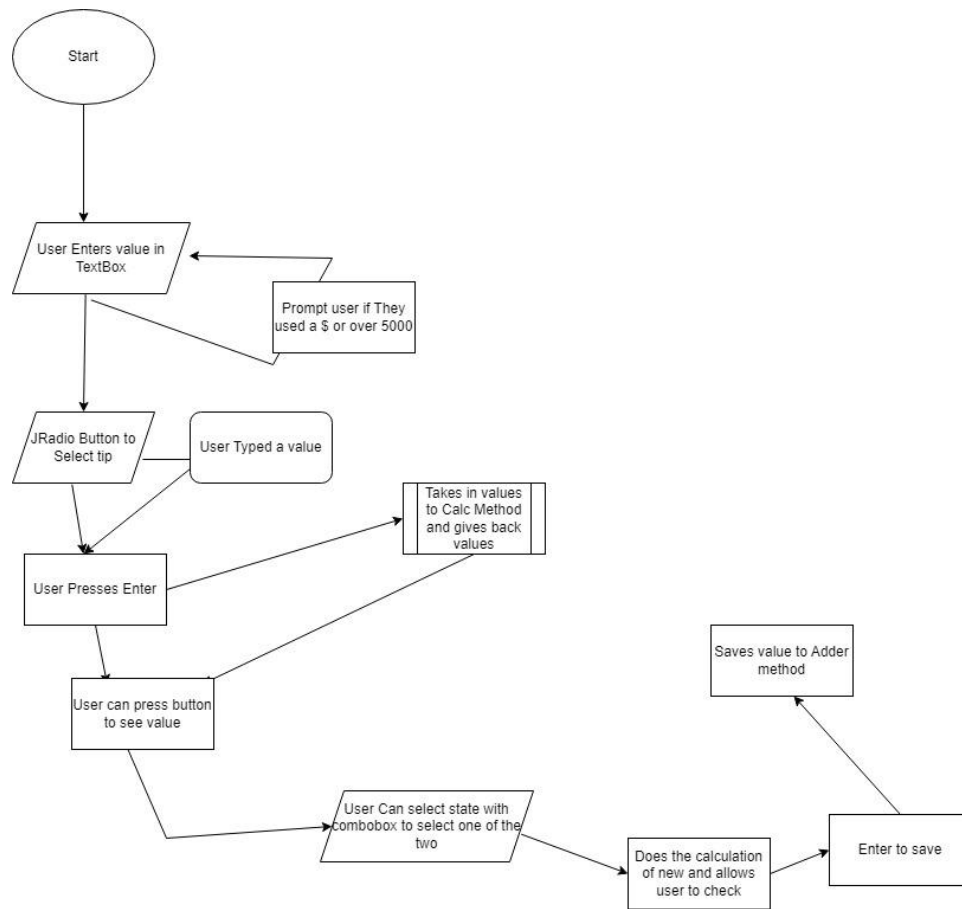 Start
User Enters value in
TextBox
Prompt user if They
used a $ or over 5000
JRadio Button to
Select tip
User Typed a value
Takes in values
to Calc Method
and gives back
values
User Presses Enter
Saves value to Adder
method
User can press button
to see value
User Can select state with
combobox to select one of the
two
Does the calculation
of new and allows
user to check
Enter to save